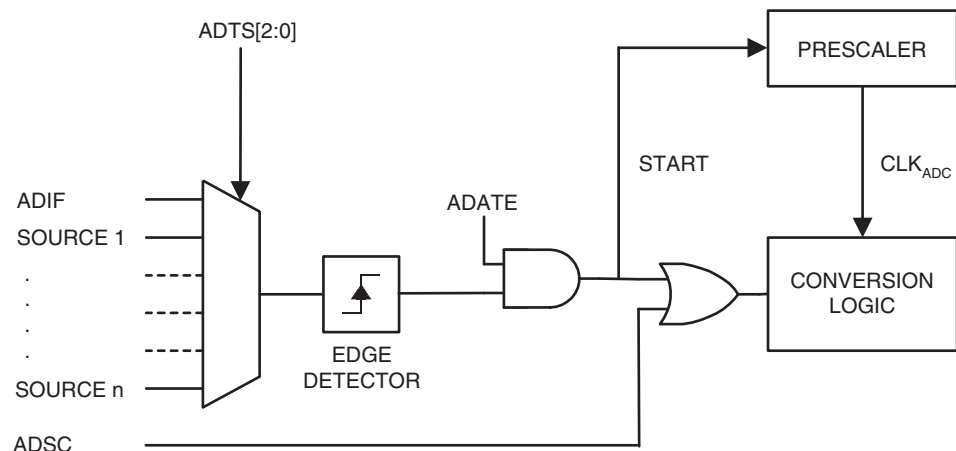 ADTS[2:0]
PRESCALER
START
CLKADC
ADIF
ADATE
SOURCE 1
.
.
.
.
CONVERSION
LOGIC
EDGE
DETECTOR
SOURCE n
ADSC